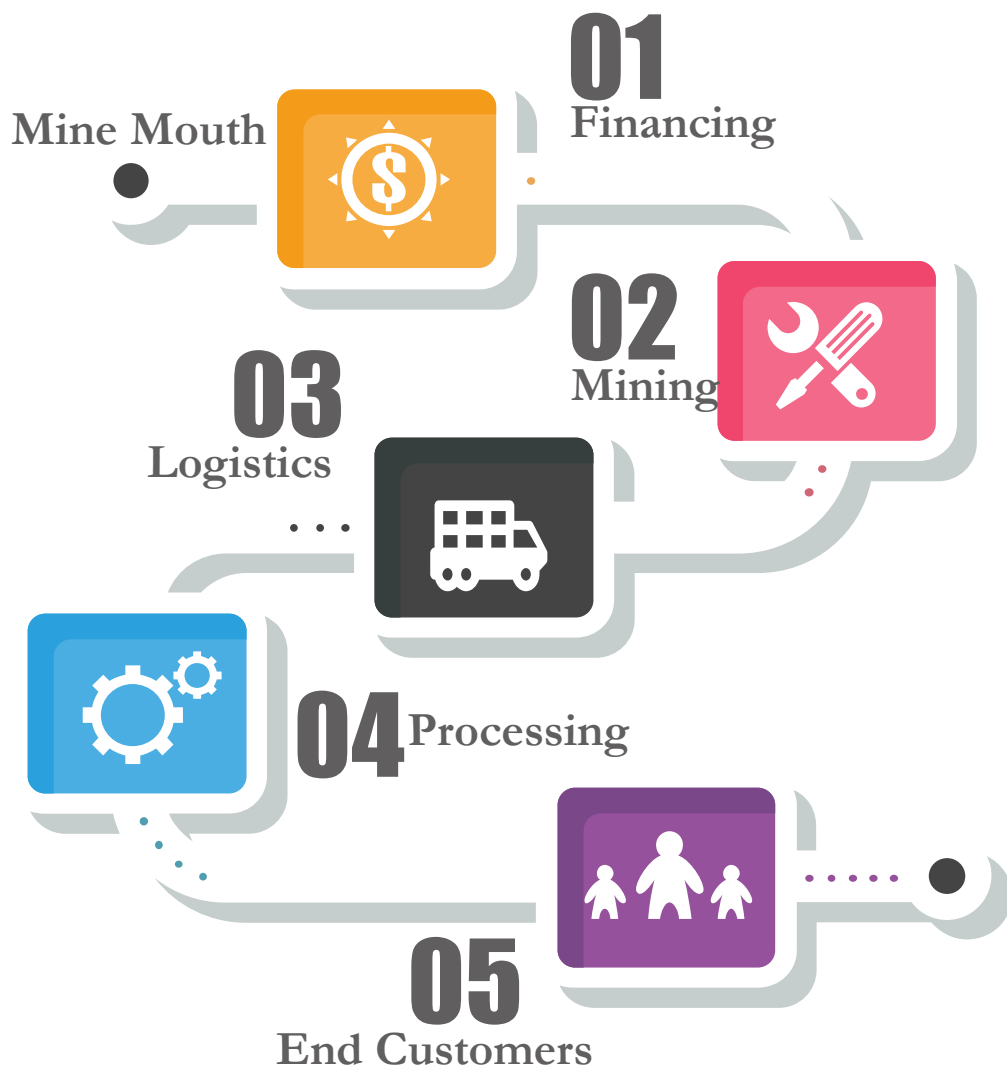 Mine Mouth
01
Financing
02
Mining
03
Logistics
04 Processing
05
End Customers